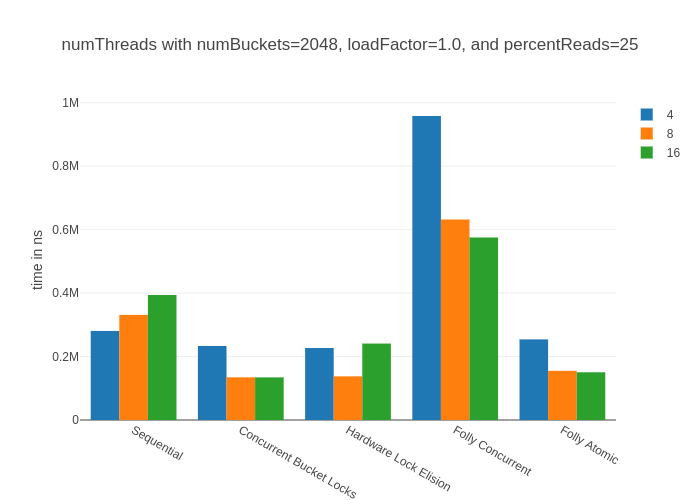 numThreads with numBuckets=2048, loadFactor=1.0, and percentReads=25
1M
0.8M
0.6M
0.4M
0.2M
0
time in ns
Sequential
Concurrent Bucket Locks
Hardware Lock Elision
Folly Concurrent
Folly Atomic
4
8
16